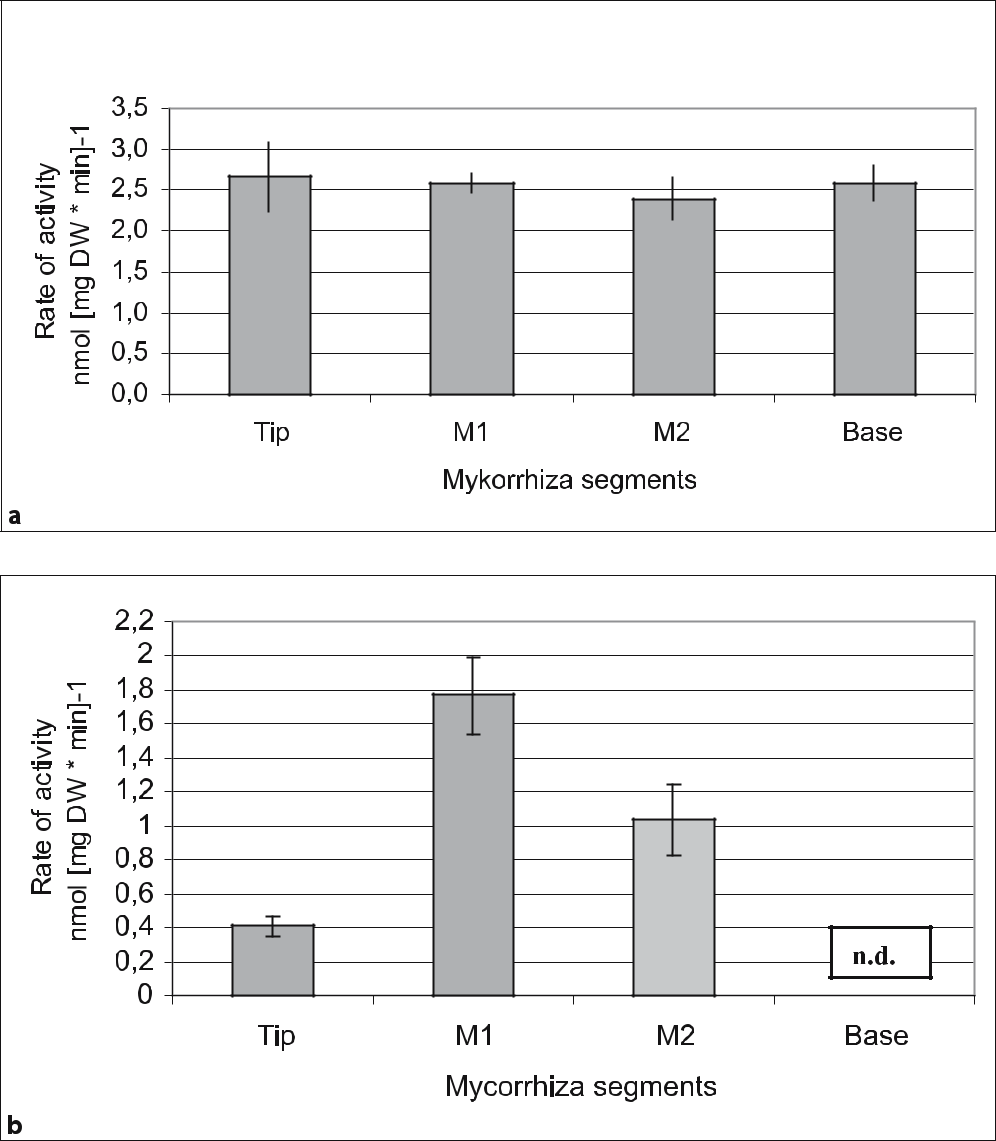 3,5
3,0
2,5
2,0
1,5
1,0
0,5
0,0
Rate of activity
nmol [mg DW * min]-1
Tip M1 M2 Base
Mykorrhiza segments
a
2,2
2
1,8
1,6
1,4
1,2
1
0,8
0,6
0,4
0,2
0
Rate of activity
nmol [mg DW * min]-1
n.d.
Tip M1 M2 Base
Mycorrhiza segments
b